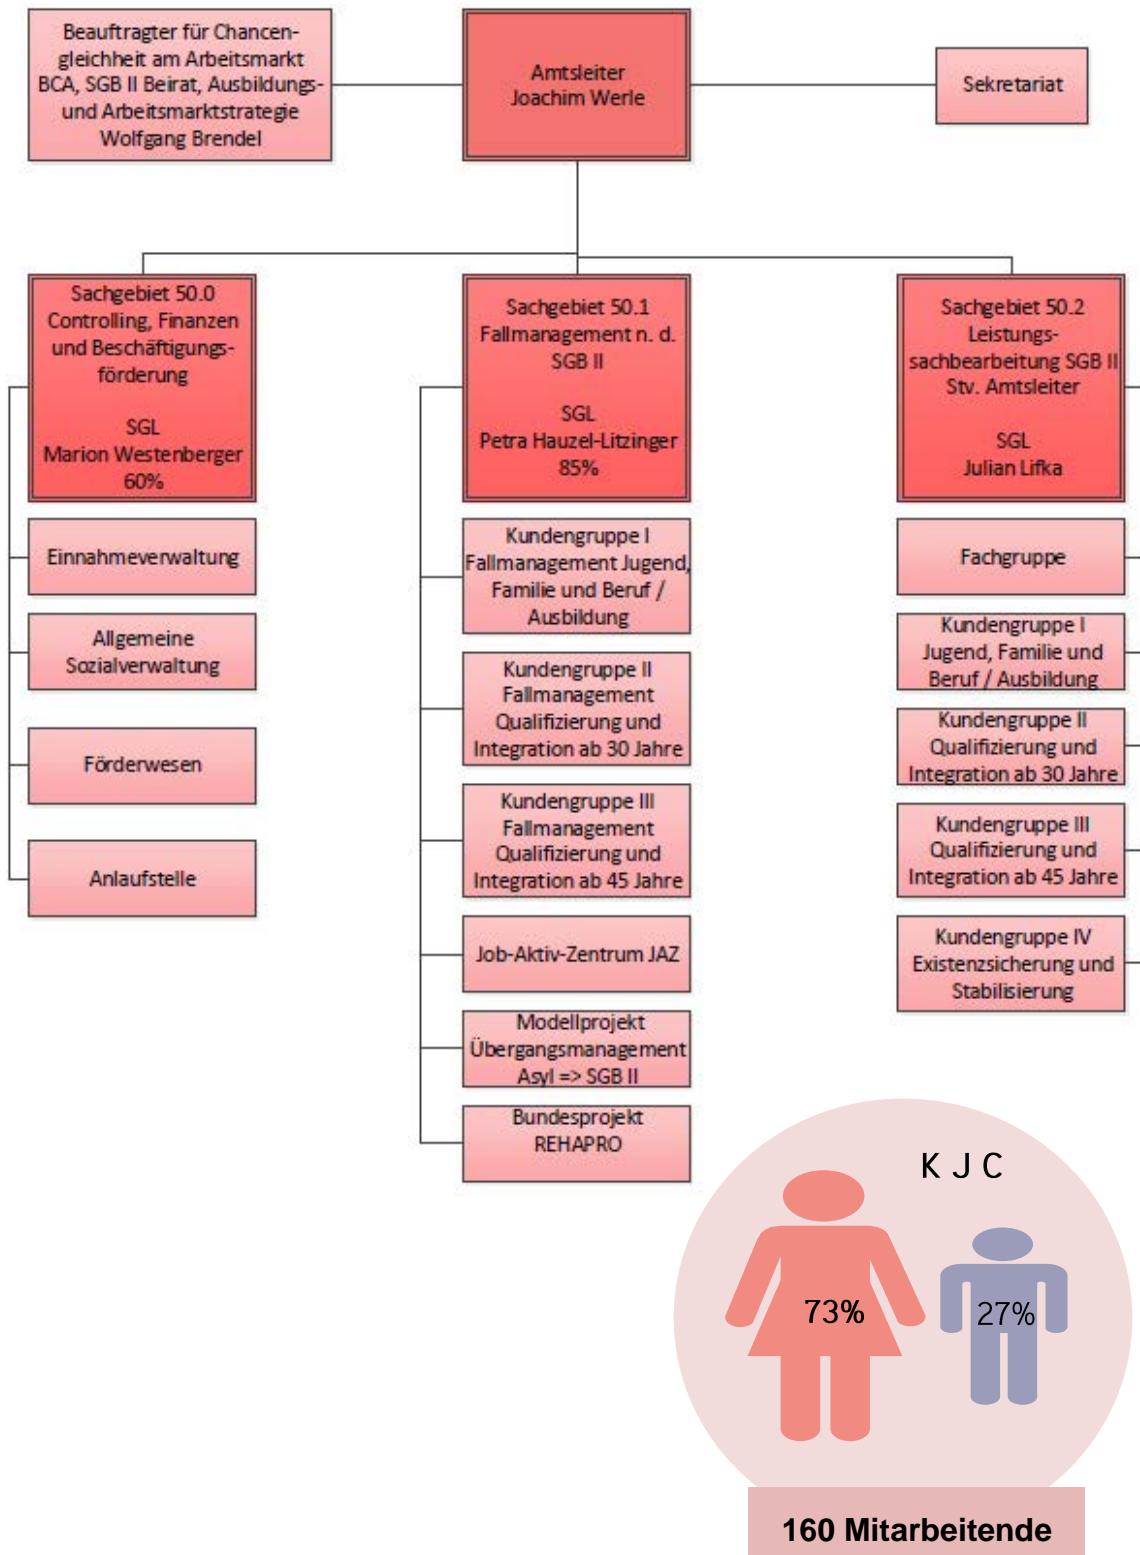 Beauftragter für Chancen-
gleichheit am Arbeitsmarkt
BCA, SGB II Beirat, Ausbildungs-
und Arbeitsmarktstrategie
Wolfgang Brendel
Amtsleiter
Joachim Werle
Sekretariat
Sachgebiet 50.0
Controlling, Finanzen
und Beschäftigungs-
förderung
SGL
Marion Westenberger
60%
Einnahmeverwaltung
Allgemeine
Sozialverwaltung
Förderwesen
Anlaufstelle
Sachgebiet 50.1
Fallmanagement n. d.
SGB II
SGL
Petra Hauzel-Litzinger
85%
Kundengruppe I
Fallmanagement Jugend,
Familie und Beruf /
Ausbildung
Kundengruppe II
Fallmanagement
Qualifizierung und
Integration ab 30 Jahre
Kundengruppe III
Fallmanagement
Qualifizierung und
Integration ab 45 Jahre
Job-Aktiv-Zentrum JAZ
Modellprojekt
Übergangsmanagement
Asyl => SGB II
Bundesprojekt
REHAPRO
Sachgebiet 50.2
Leistungs-
sachbearbeitung SGB II
Stv. Amtsleiter
SGL
Julian Lifka
Fachgruppe
Kundengruppe I
Jugend, Familie und
Beruf / Ausbildung
Kundengruppe II
Qualifizierung und
Integration ab 30 Jahre
Kundengruppe III
Qualifizierung und
Integration ab 45 Jahre
Kundengruppe IV
Existenzsicherung und
Stabilisierung
K J C
73%
27%
160 Mitarbeitende